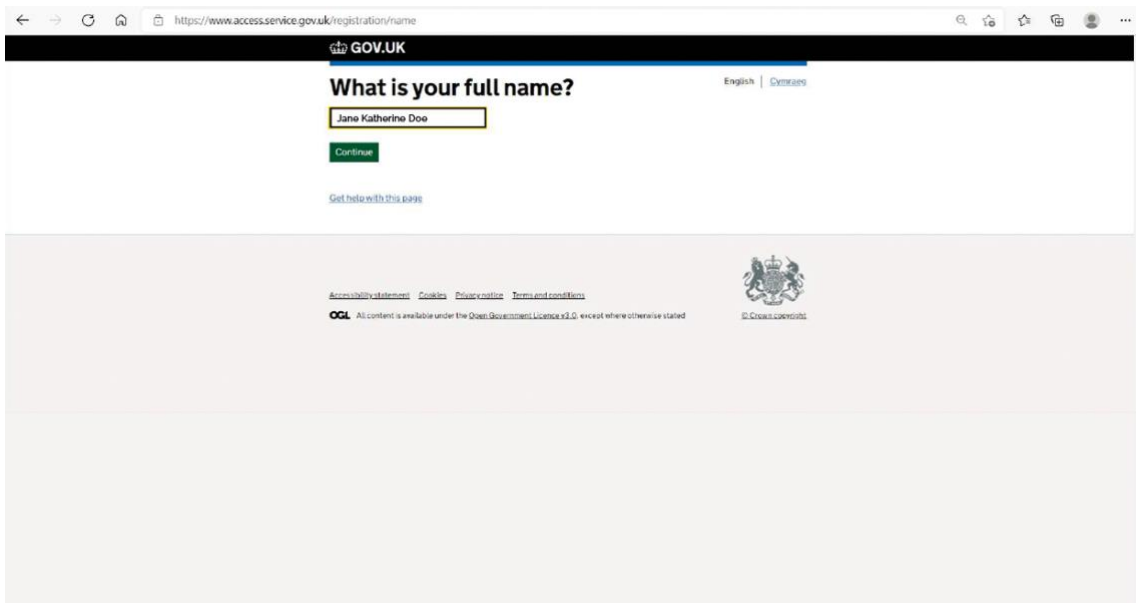 https://www.access.service.gov.uk/registration/name
GOV.UK
What is your full name?
English | Cymraeg
Jane Katherine Doe
Continue
Get help with this page
Accessibility statement Cookies Privacy notice Terms and conditions
OGL All content is available under the Open Government Licence v3.0, except where otherwise stated
© Crown copyright